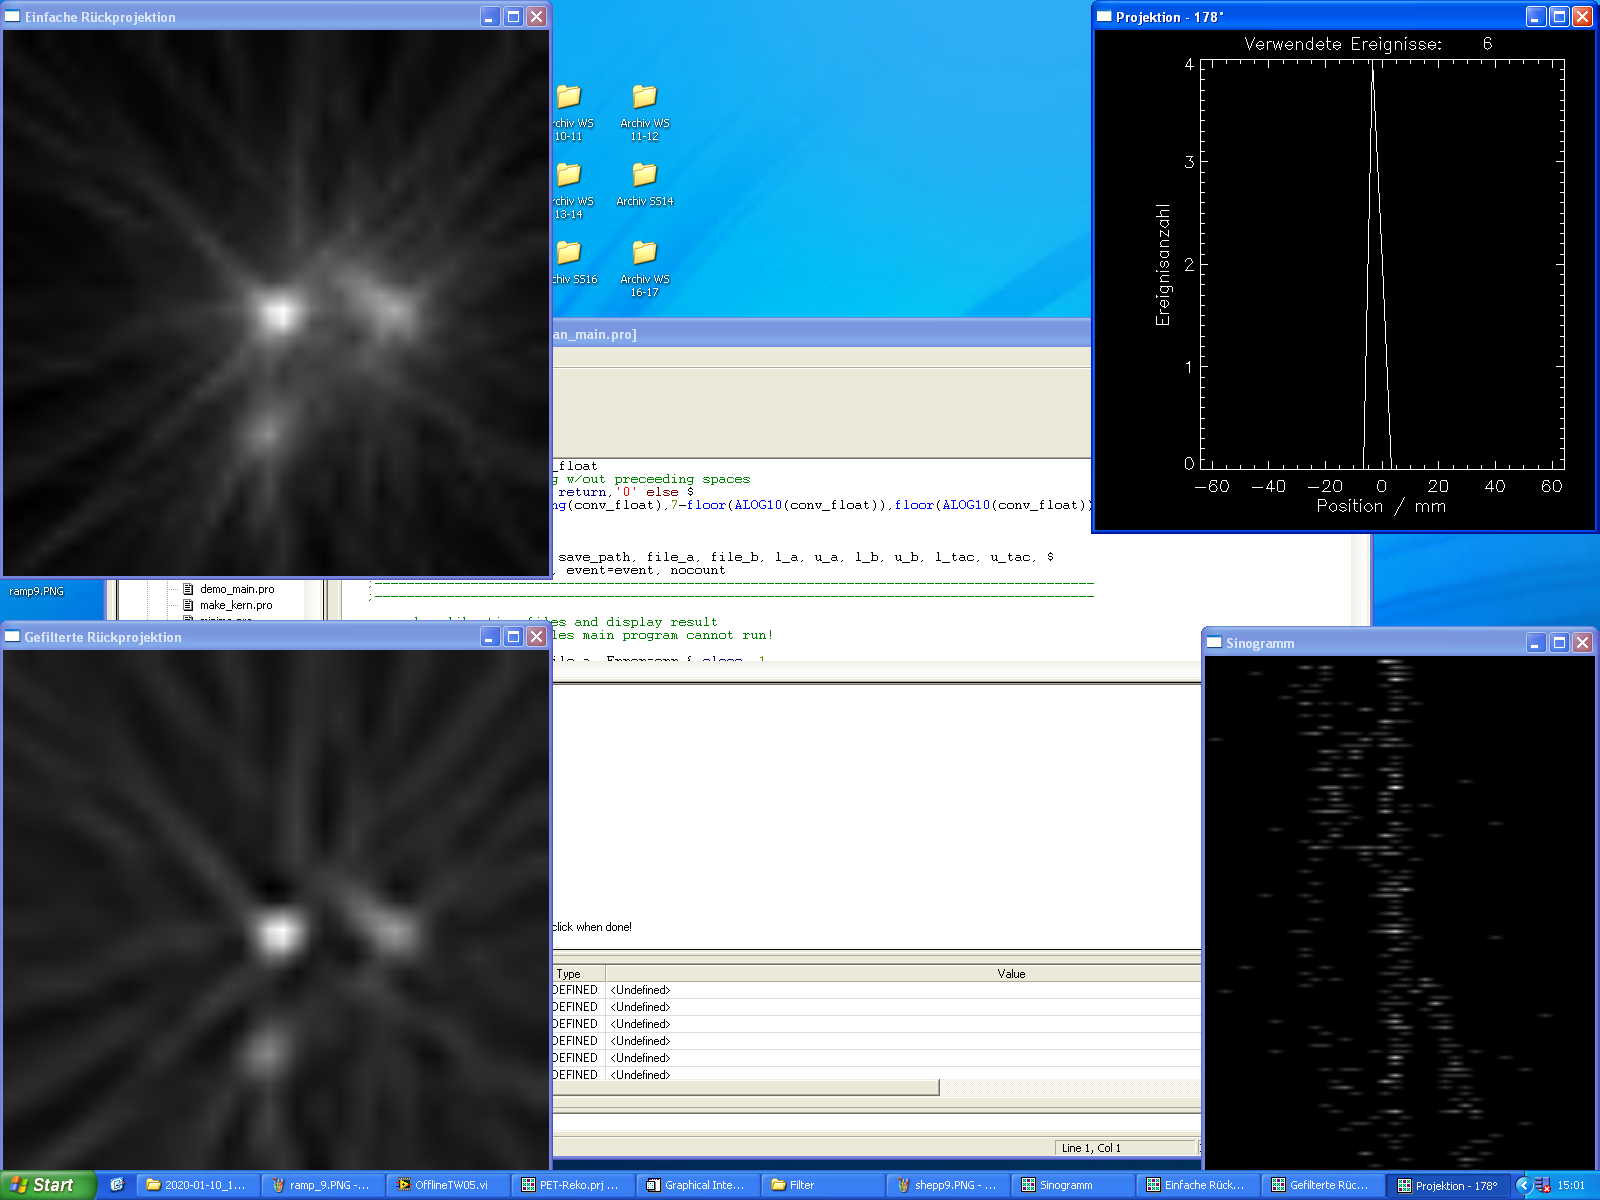 Einfache Rückprojektion
Projektion - 178°
Verwendete Ereignisse: 6
4
3
2
1
0
Ereignisanzahl
-60 -40 -20 0 20 40 60
Position / mm
chiv WS
10-11
Archiv WS
11-12
chiv WS
13-14
Archiv SS14
chiv SS16
Archiv WS
16-17
an_main.pro]
_float
g w/out preceeding spaces
return,'0' else $
ng(conv_float),7-floor(ALOG10(conv_float)),floor(ALOG10(conv_float))
save_path, file_a, file_b, l_a, u_a, l_b, u_b, l_tac, u_tac, $
, event=event, nocount
;------------------------------------------------------------
;------------------------------------------------------------
files and display result
les main program cannot run!
ramp9.PNG
demo_main.pro
make_kern.pro
Gefilterte Rückprojektion
Sinogramm
click when done!
Type Value
DEFINED <Undefined>
DEFINED <Undefined>
DEFINED <Undefined>
DEFINED <Undefined>
DEFINED <Undefined>
DEFINED <Undefined>
Line 1, Col 1
Start
2020-01-10_1...
ramp_9.PNG -...
OfflineTW05.vi
PET-Reko.prj ...
Graphical Inte...
Filter
shepp9.PNG - ...
Sinogramm
Einfache Rück...
Gefilterte Rüc...
Projektion - 178°
15:01